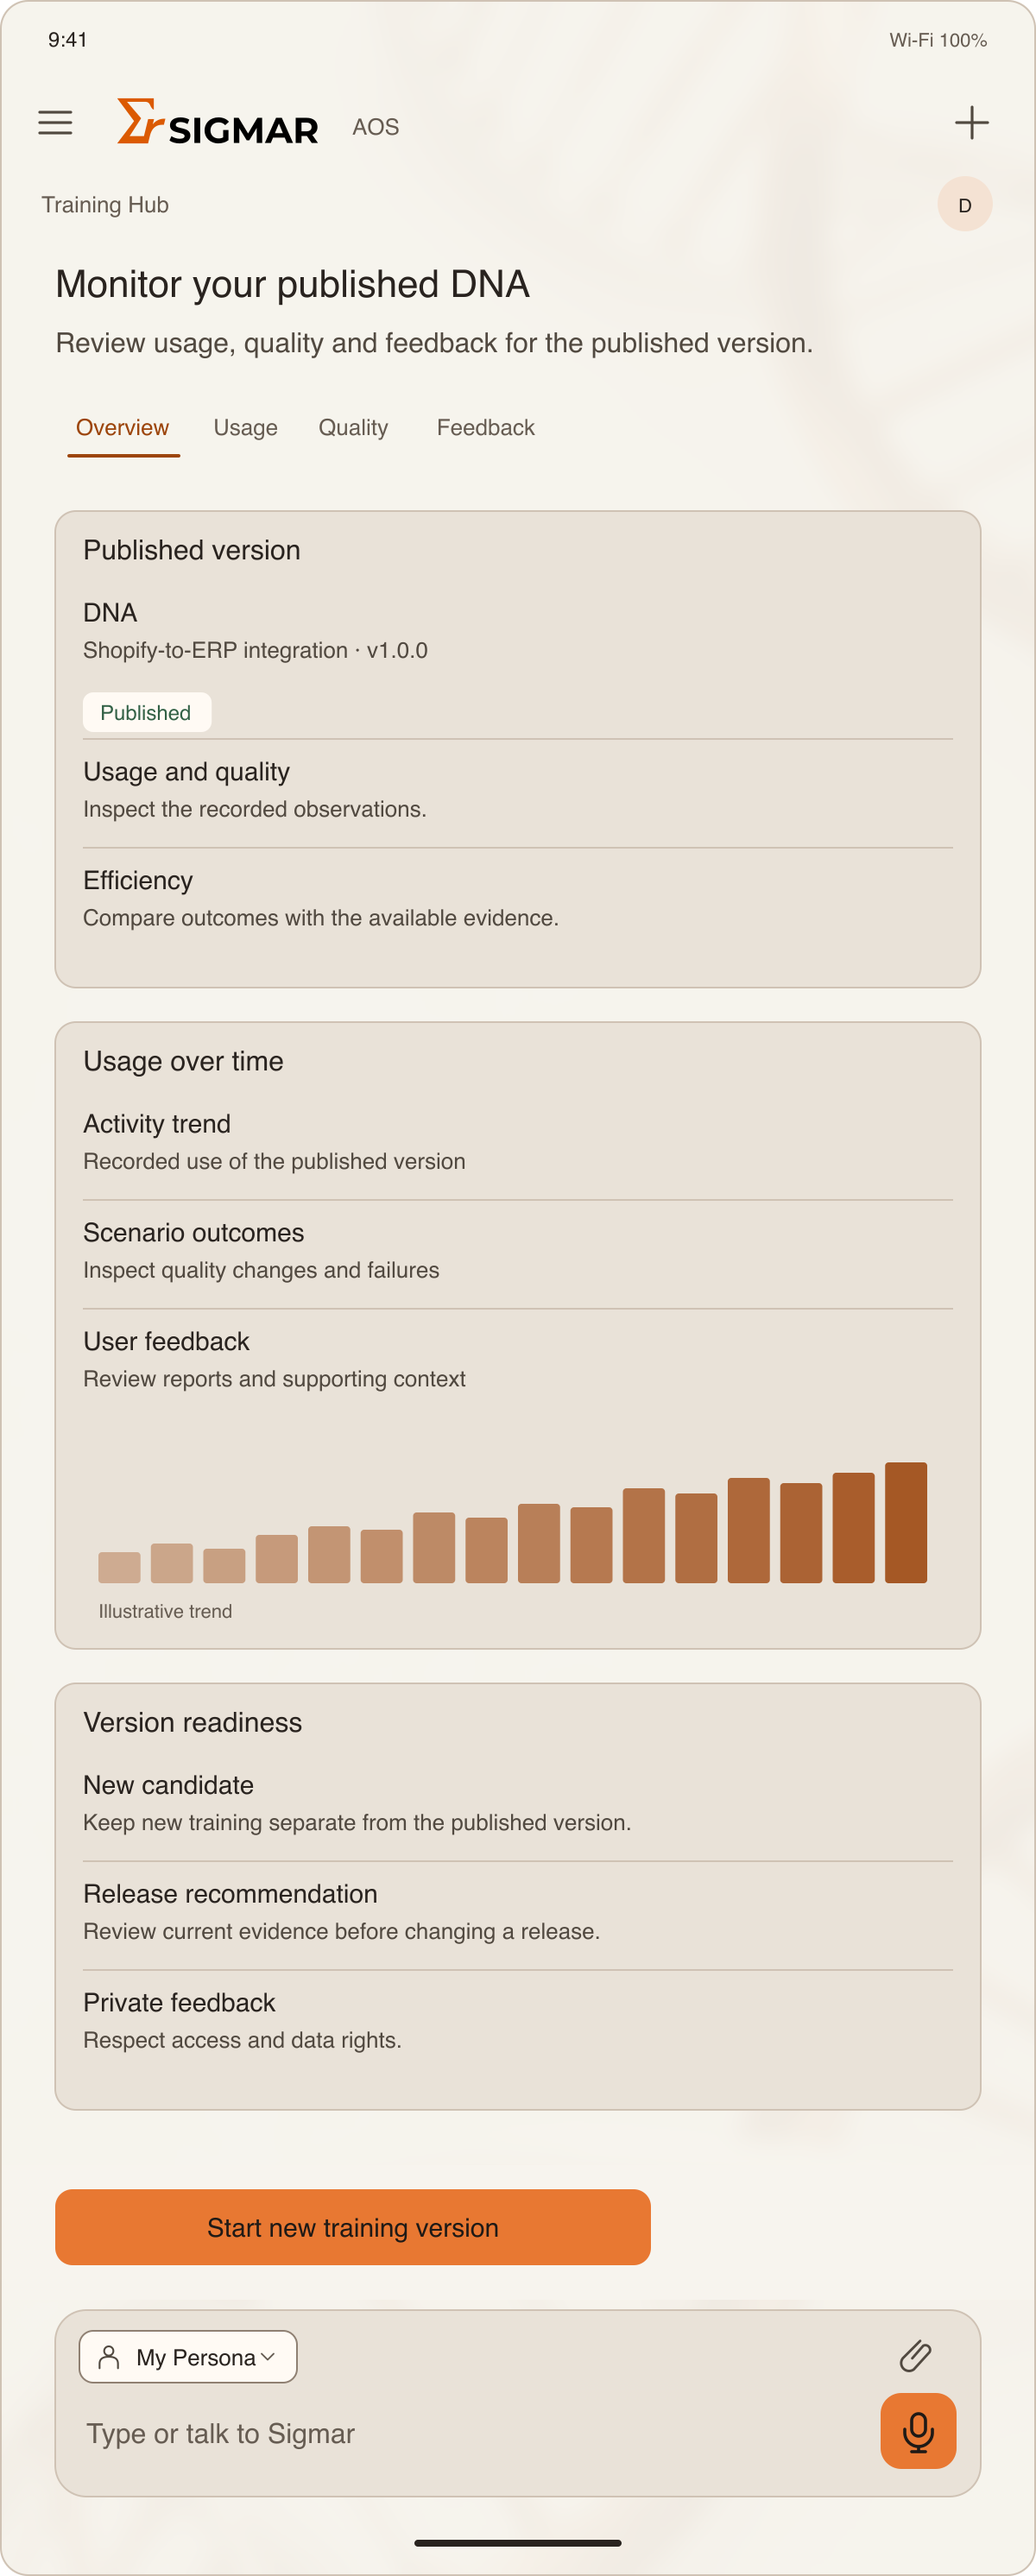 9:41 Wi-Fi 100%
Σr SIGMAR AOS
Training Hub D
Monitor your published DNA
Review usage, quality and feedback for the published version.
Overview Usage Quality Feedback
Published version
DNA
Shopify-to-ERP integration · v1.0.0
Published
Usage and quality
Inspect the recorded observations.
Efficiency
Compare outcomes with the available evidence.
Usage over time
Activity trend
Recorded use of the published version
Scenario outcomes
Inspect quality changes and failures
User feedback
Review reports and supporting context
Illustrative trend
Version readiness
New candidate
Keep new training separate from the published version.
Release recommendation
Review current evidence before changing a release.
Private feedback
Respect access and data rights.
Start new training version
My Persona
Type or talk to Sigmar